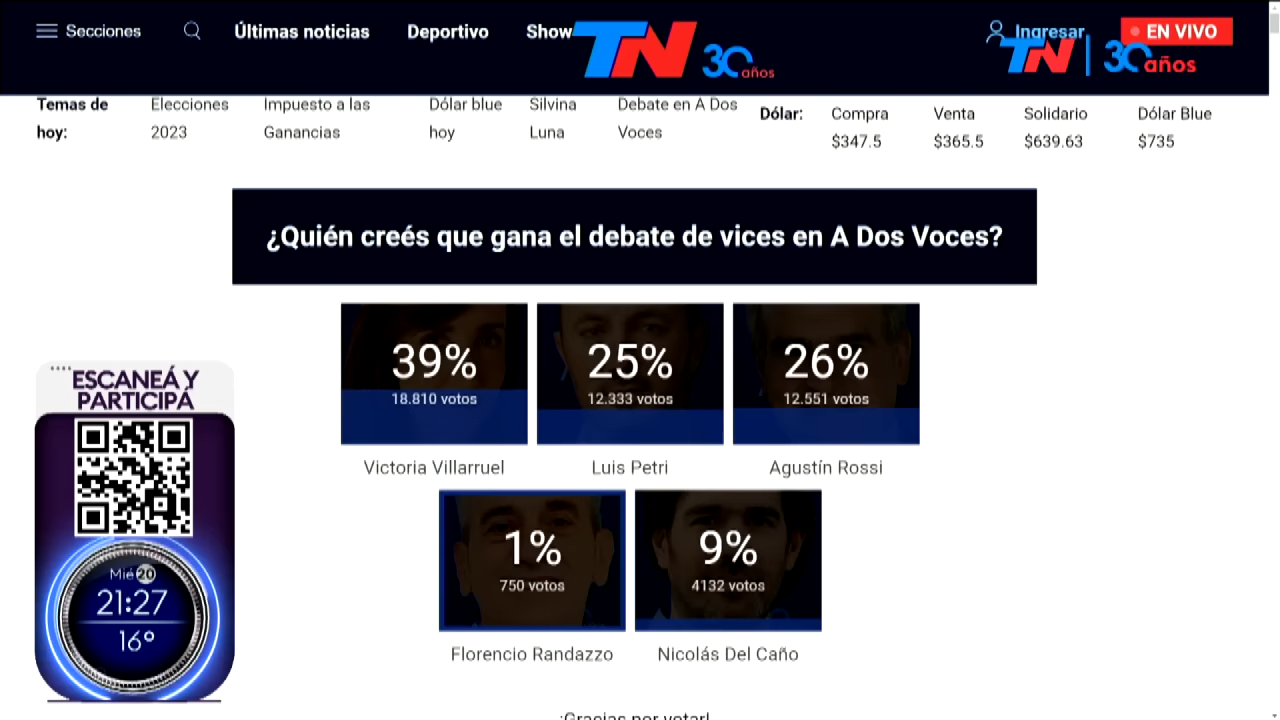 Secciones
Últimas noticias
Deportivo
Show
TN 30 años
Ingresar
EN VIVO
TN 30 años
Temas de hoy:
Elecciones 2023
Impuesto a las Ganancias
Dólar blue hoy
Silvina Luna
Debate en A Dos Voces
Dólar:
Compra
$347.5
Venta
$365.5
Solidario
$639.63
Dólar Blue
$735
¿Quién creés que gana el debate de vices en A Dos Voces?
39%
18.810 votos
Victoria Villarruel
25%
12.333 votos
Luis Petri
26%
12.551 votos
Agustín Rossi
ESCANEÁ Y
PARTICIPÁ
Mié 20
21:27
16º
1%
750 votos
Florencio Randazzo
9%
4132 votos
Nicolás Del Caño
¡Gracias por votar!